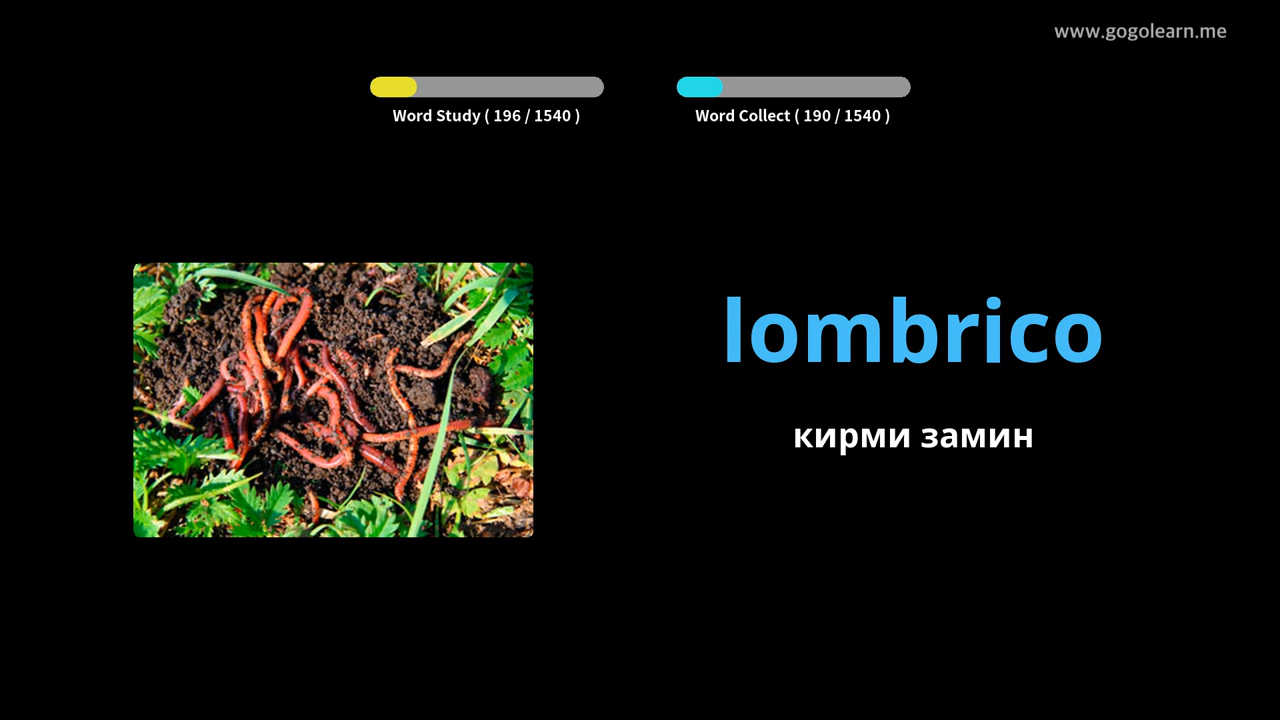 www.gogolearn.me
Word Study ( 196 / 1540 )
Word Collect ( 190 / 1540 )
lombrico
кирми замин